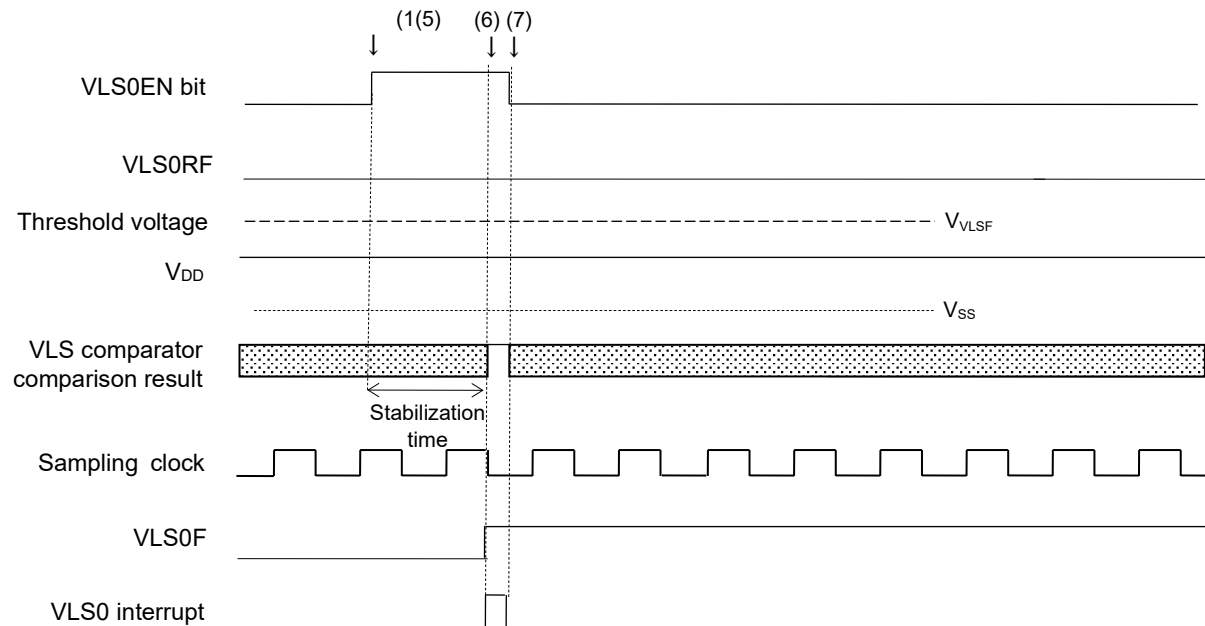 (1(5) (6) (7)
VLS0EN bit
VLS0RF
Threshold voltage
VVLSF
VDD
VSS
VLS comparator
comparison result
Stabilization
time
Sampling clock
VLS0F
VLS0 interrupt